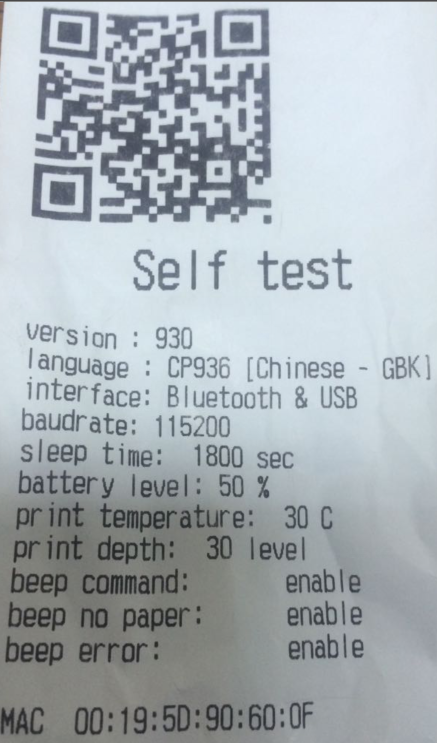 Self test
version : 930
language : CP936 [Chinese - GBK]
interface: Bluetooth & USB
baudrate: 115200
sleep time: 1800 sec
battery level: 50 %
print temperature: 30 C
print depth: 30 level
beep command: enable
beep no paper: enable
beep error: enable
MAC 00:19:5D:90:60:0F